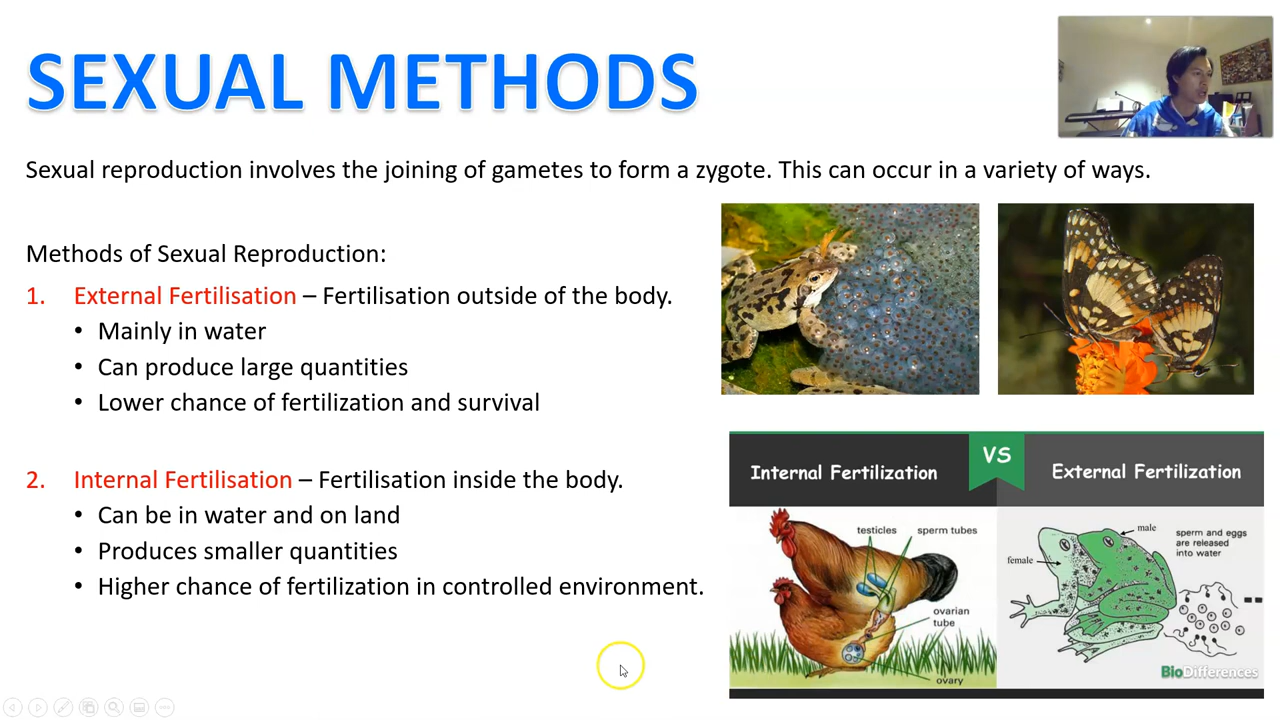 SEXUAL METHODS
Sexual reproduction involves the joining of gametes to form a zygote. This can occur in a variety of ways.
Methods of Sexual Reproduction:
1. External Fertilisation – Fertilisation outside of the body.
• Mainly in water
• Can produce large quantities
• Lower chance of fertilization and survival
2. Internal Fertilisation – Fertilisation inside the body.
• Can be in water and on land
• Produces smaller quantities
• Higher chance of fertilization in controlled environment.
Internal Fertilization
VS
External Fertilization
testicles
sperm tubes
ovarian
tube
ovary
male
female
sperm and eggs
are released
into water
BioDifferences